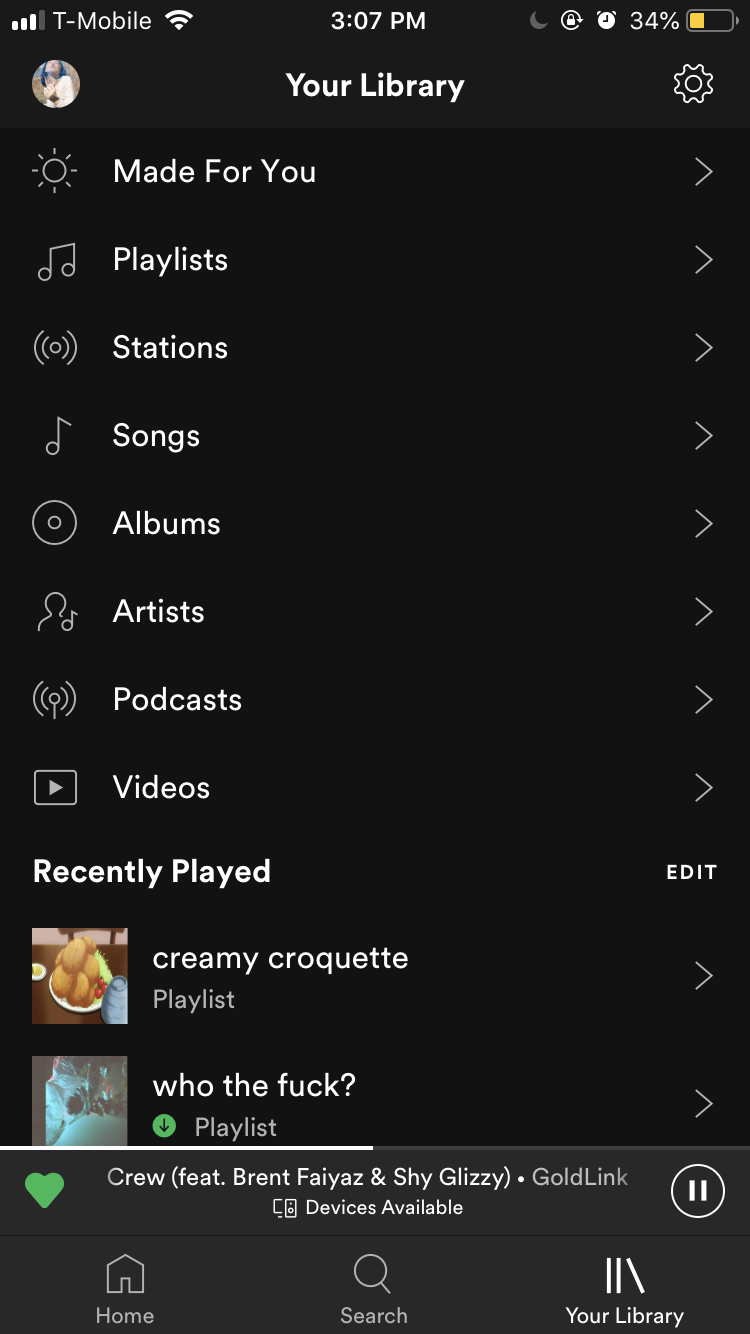 T-Mobile 3:07 PM 34%
Your Library
Made For You
Playlists
Stations
Songs
Albums
Artists
Podcasts
Videos
Recently Played EDIT
creamy croquette
Playlist
who the fuck?
Playlist
Crew (feat. Brent Faiyaz & Shy Glizzy) • GoldLink
Devices Available
Home Search Your Library